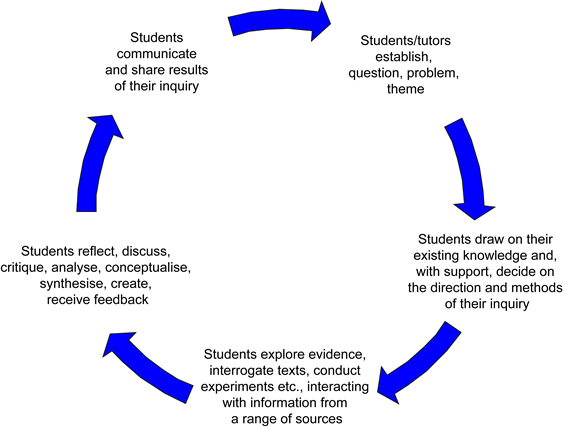 Students
communicate
and share results
of their inquiry
Students/tutors
establish,
question, problem,
theme
Students draw on their
existing knowledge and,
with support, decide on
the direction and methods
of their inquiry
Students explore evidence,
interrogate texts, conduct
experiments etc., interacting
with information from
a range of sources
Students reflect, discuss,
critique, analyse, conceptualise,
synthesise, create,
receive feedback